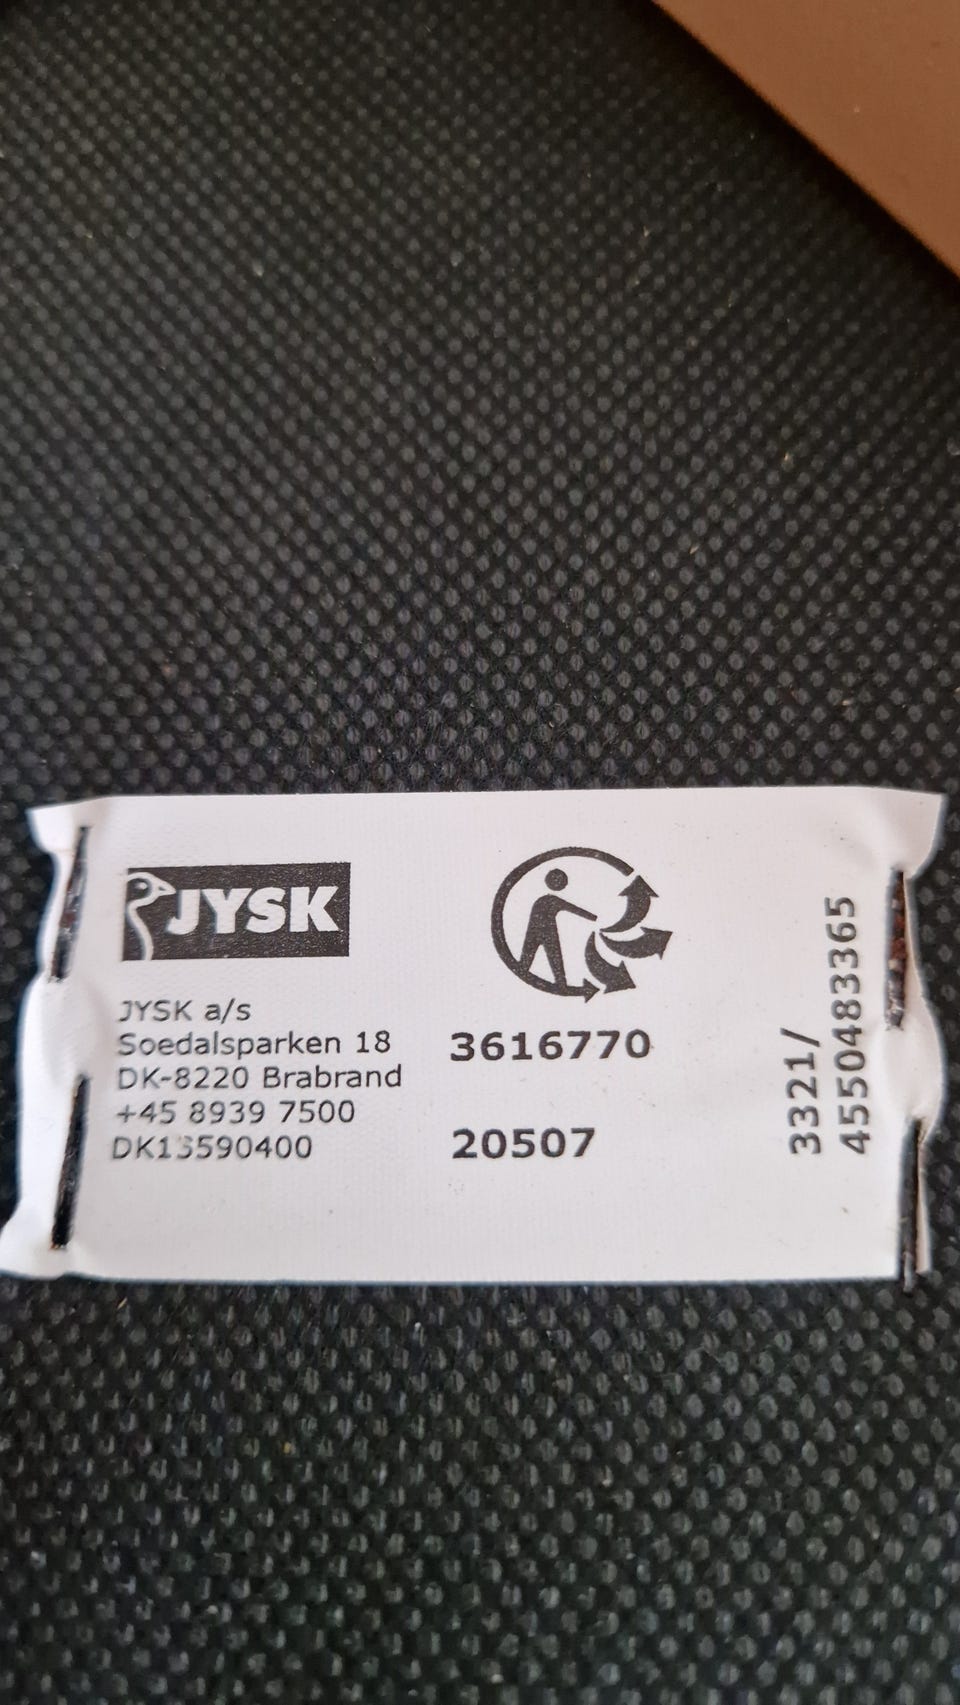 JYSK
JYSK a/s
Soedalsparken 18
DK-8220 Brabrand
+45 8939 7500
DK13590400
3616770
20507
3321/
4550483365